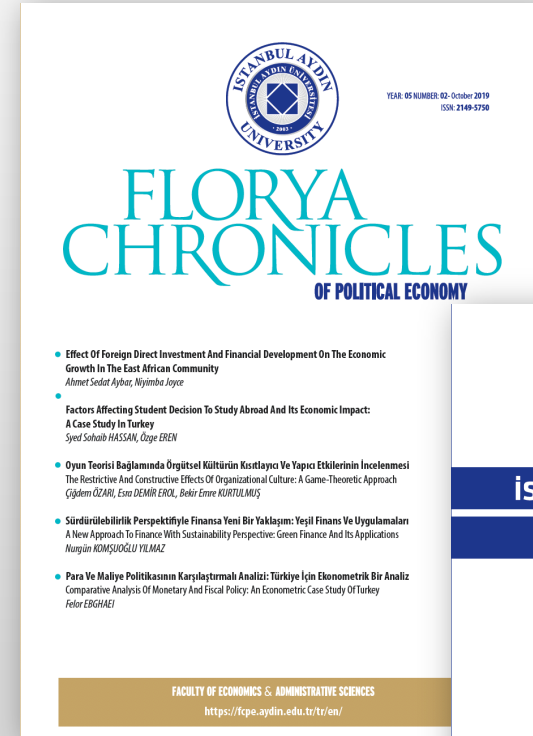 ISTANBUL AYDIN
UNIVERSITY
ISTANBUL AYDIN ÜNİVERSİTESİ
• 2003 •
YEAR: 05 NUMBER: 02- October 2019
ISSN: 2149-5750
FLORYA
CHRONICLES
OF POLITICAL ECONOMY
• Effect Of Foreign Direct Investment And Financial Development On The Economic
Growth In The East African Community
Ahmet Sedat Aybar, Niyimba Joyce
•
Factors Affecting Student Decision To Study Abroad And Its Economic Impact:
A Case Study In Turkey
Syed Sohaib HASSAN, Özge EREN
• Oyun Teorisi Bağlamında Örgütsel Kültürün Kısıtlayıcı Ve Yapıcı Etkilerinin İncelenmesi
The Restrictive And Constructive Effects Of Organizational Culture: A Game-Theoretic Approach
Çiğdem ÖZARI, Esra DEMİR EROL, Bekir Emre KURTULMUŞ
• Sürdürülebilirlik Perspektifiyle Finansa Yeni Bir Yaklaşım: Yeşil Finans Ve Uygulamaları
A New Approach To Finance With Sustainability Perspective: Green Finance And Its Applications
Nurgün KOMŞUOĞLU YILMAZ
• Para Ve Maliye Politikasının Karşılaştırmalı Analizi: Türkiye İçin Ekonometrik Bir Analiz
Comparative Analysis Of Monetary And Fiscal Policy: An Econometric Case Study Of Turkey
Felor EBGHAEI
FACULTY OF ECONOMICS & ADMINISTRATIVE SCIENCES
https://fcpe.aydin.edu.tr/tr/en/
is